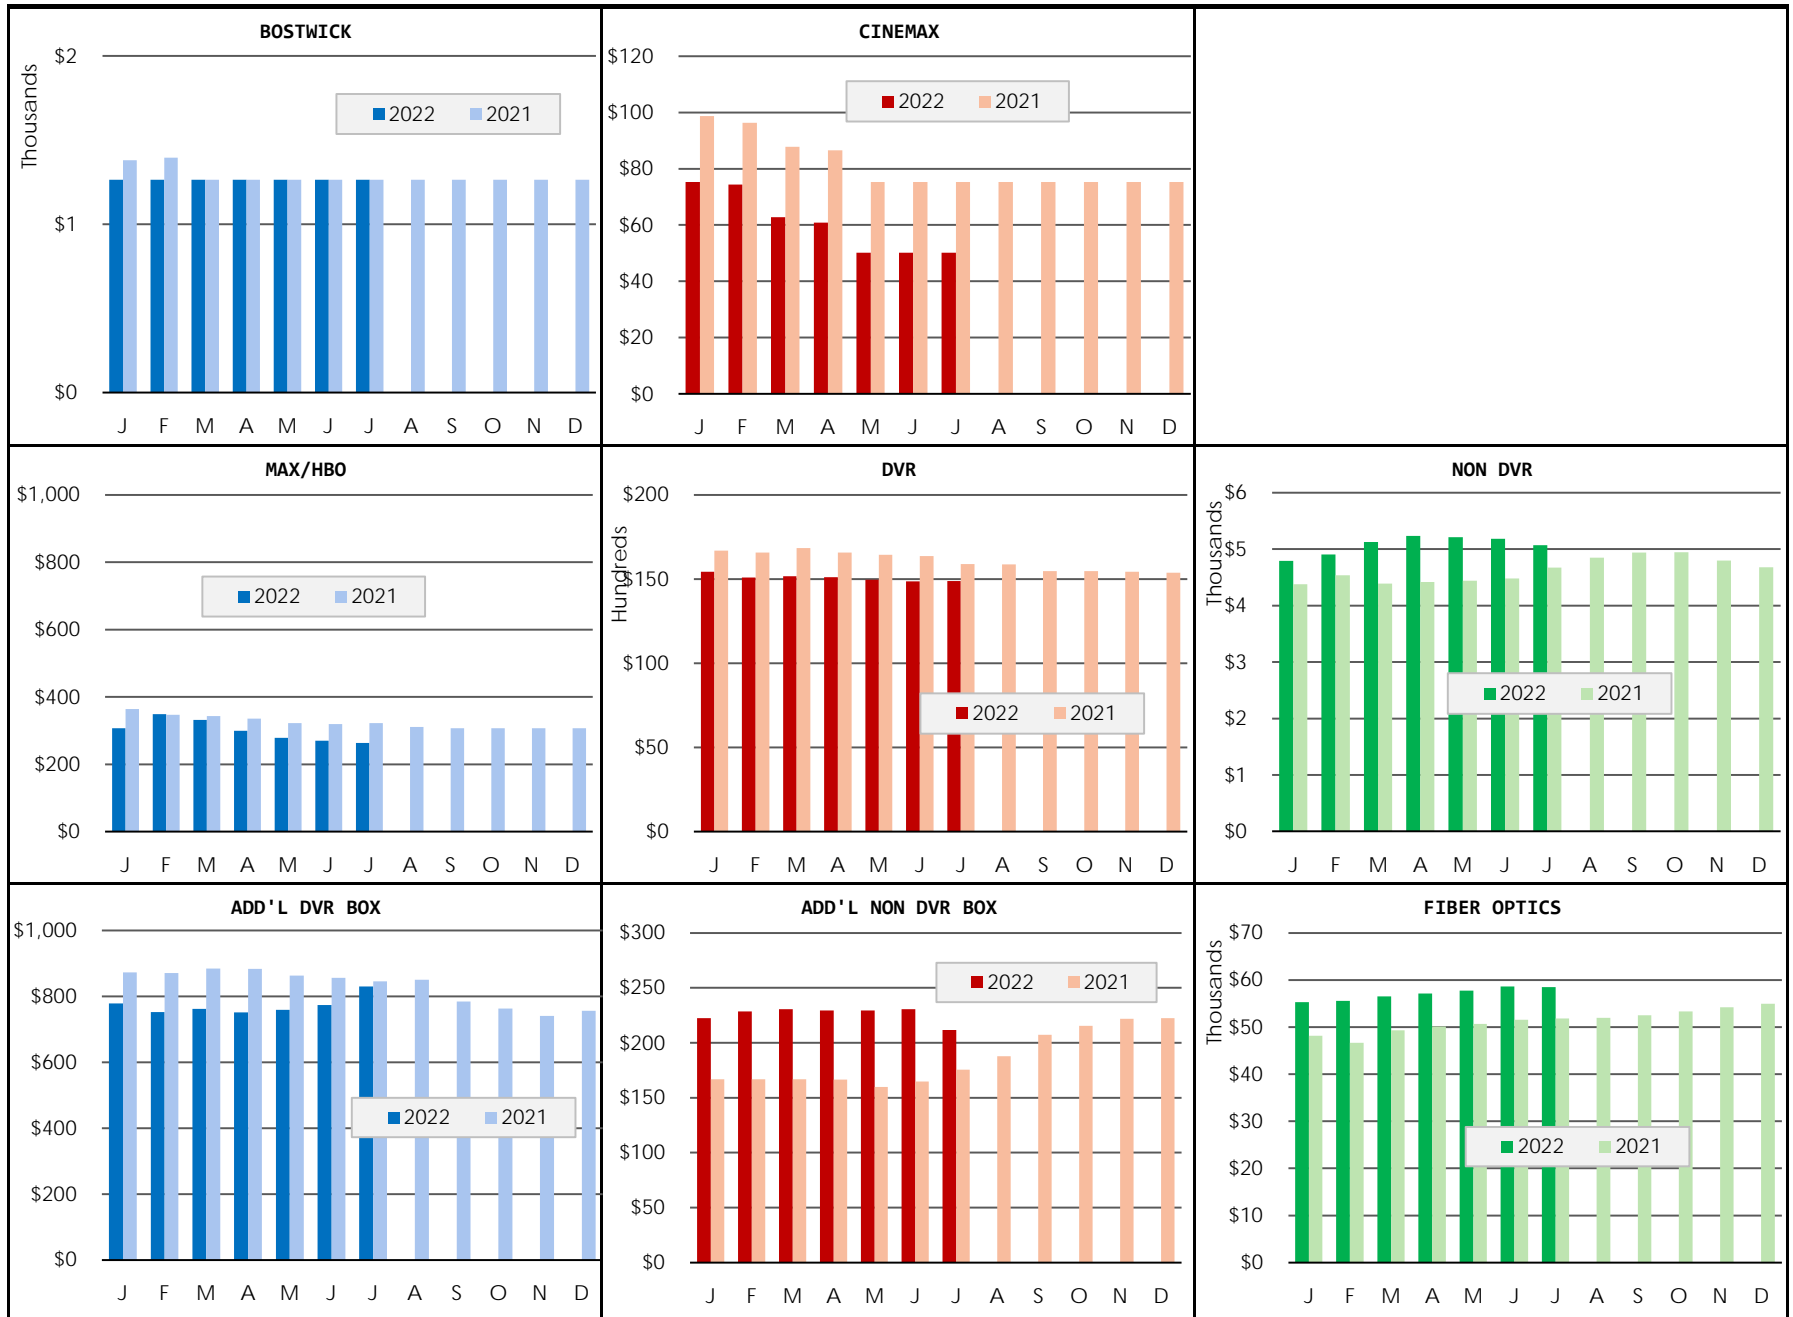 BOSTWICK
$2
Thousands
2022 2021
$1
$0
J F M A M J J A S O N D
CINEMAX
$120
2022 2021
$100
$80
$60
$40
$20
$0
J F M A M J J A S O N D
MAX/HBO
$1,000
$800
2022 2021
$600
$400
$200
$0
J F M A M J J A S O N D
DVR
$200
Hundreds
$150
$100
2022 2021
$50
$0
J F M A M J J A S O N D
NON DVR
$6
Thousands
$5
$4
$3
2022 2021
$2
$1
$0
J F M A M J J A S O N D
ADD'L DVR BOX
$1,000
$800
$600
2022 2021
$400
$200
$0
J F M A M J J A S O N D
ADD'L NON DVR BOX
$300
2022 2021
$250
$200
$150
$100
$50
$0
J F M A M J J A S O N D
FIBER OPTICS
$70
Thousands
$60
$50
$40
$30
2022 2021
$20
$10
$0
J F M A M J J A S O N D